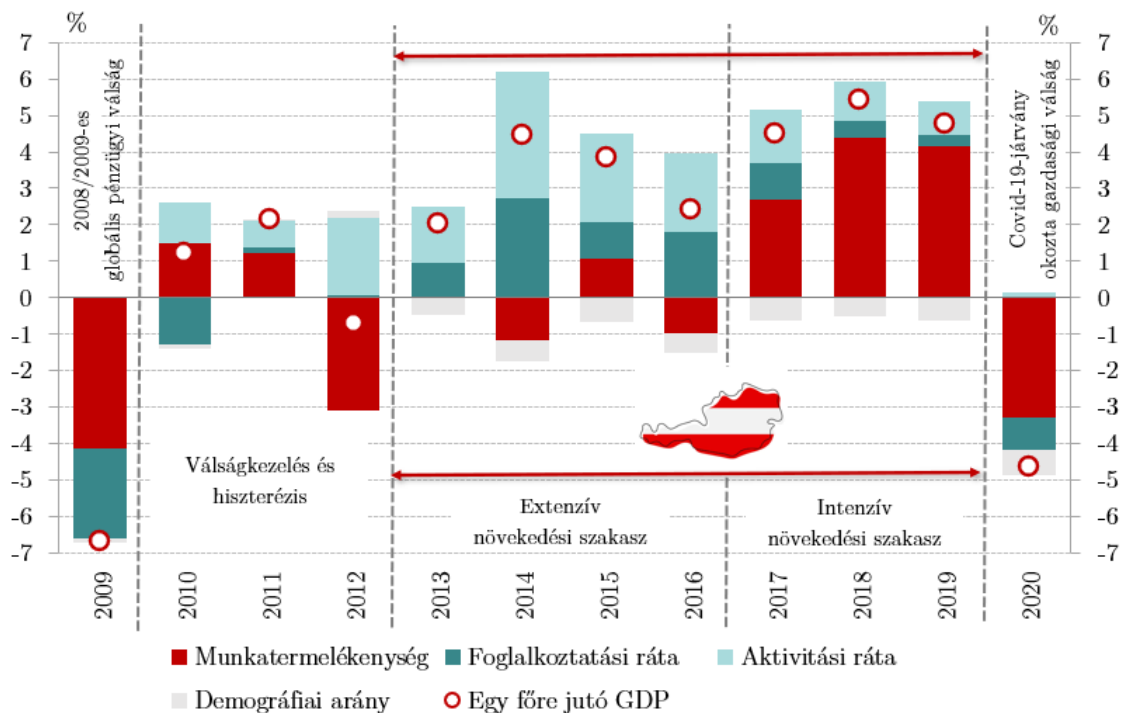 %
%
7
6
5
4
3
2
1
0
-1
-2
-3
-4
-5
-6
-7
7
6
5
4
3
2
1
0
-1
-2
-3
-4
-5
-6
-7
2008/2009-es
globális pénzügyi válság
Covid-19-járvány
okozta gazdasági válság
Válságkezelés és
hiszterézis
Extenzív
növekedési szakasz
Intenzív
növekedési szakasz
2009
2010
2011
2012
2013
2014
2015
2016
2017
2018
2019
2020
Munkatermelékenység
Foglalkoztatási ráta
Aktivitási ráta
Demográfiai arány
Egy főre jutó GDP